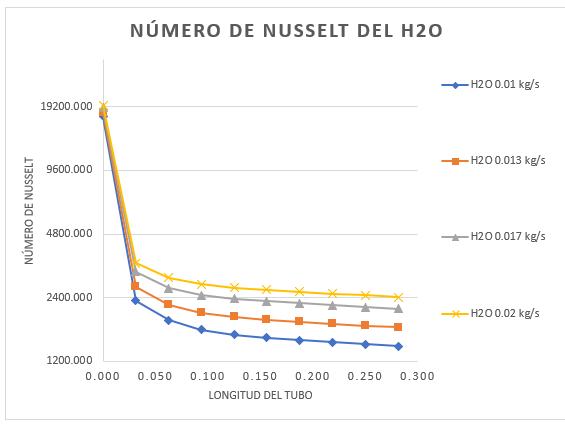 NÚMERO DE NUSSELT DEL H2O
NÚMERO DE NUSSELT
19200.000
9600.000
4800.000
2400.000
1200.000
0.000 0.050 0.100 0.150 0.200 0.250 0.300
LONGITUD DEL TUBO
H2O 0.01 kg/s
H2O 0.013 kg/s
H2O 0.017 kg/s
H2O 0.02 kg/s